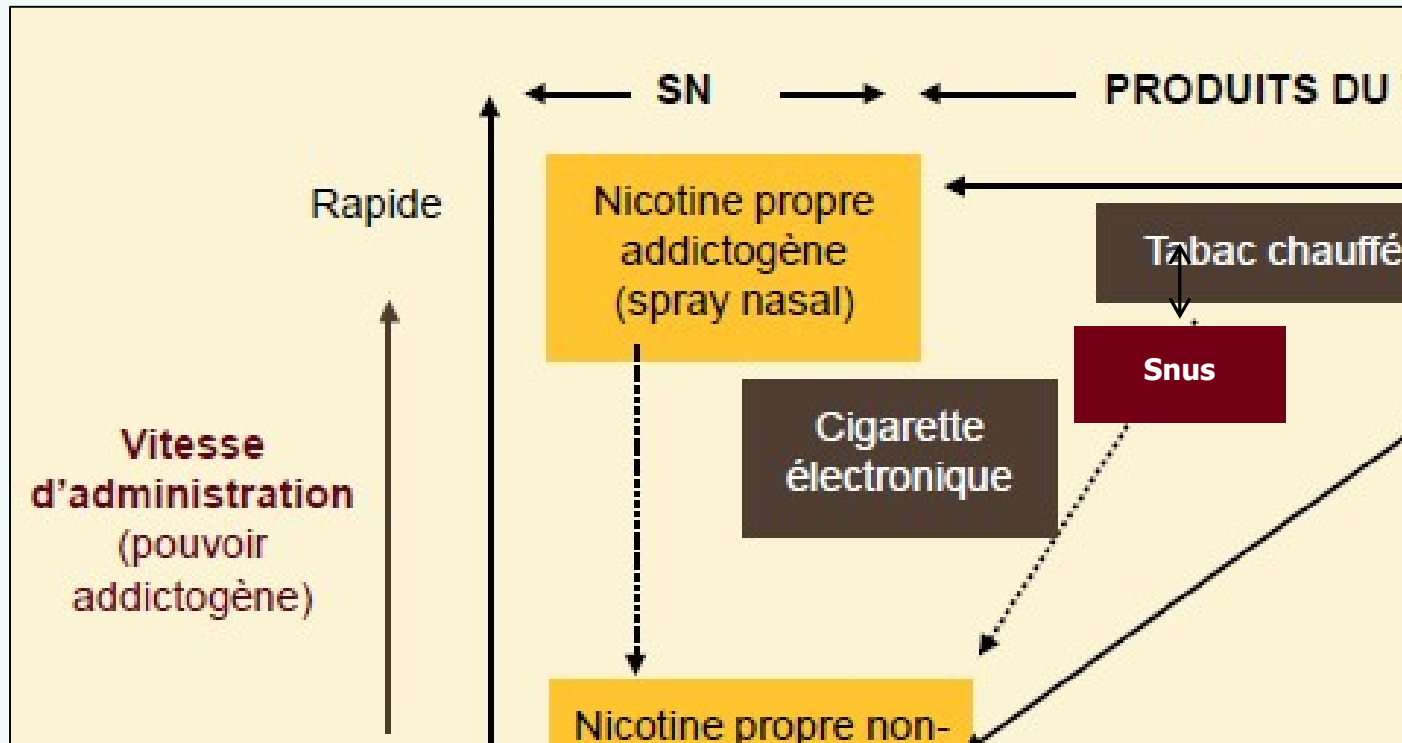 SN
PRODUITS DU
Rapide
Nicotine propre
addictogène
(spray nasal)
Tabac chauffé
Snus
Cigarette
électronique
Vitesse
d'administration
(pouvoir
addictogène)
Nicotine propre non-